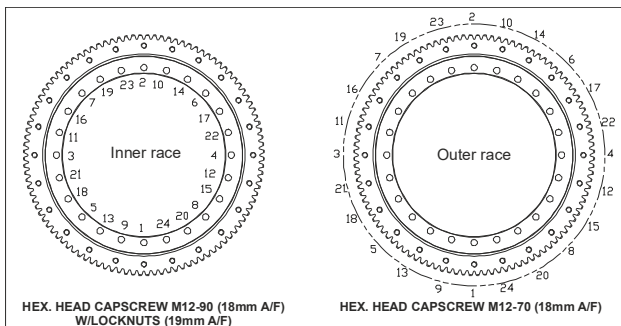 23 2 10
19 14
7 6
16 17
11 22
3 Inner race 4
21 12
18 15
5 8
13 20
9 1 24
HEX. HEAD CAPSCREW M12-90 (18mm A/F)
W/LOCKNUTS (19mm A/F)
2
23 10
19 14
7 6
16 17
11 22
3 Outer race 4
21 12
18 15
5 8
13 20
9 24
1
HEX. HEAD CAPSCREW M12-70 (18mm A/F)